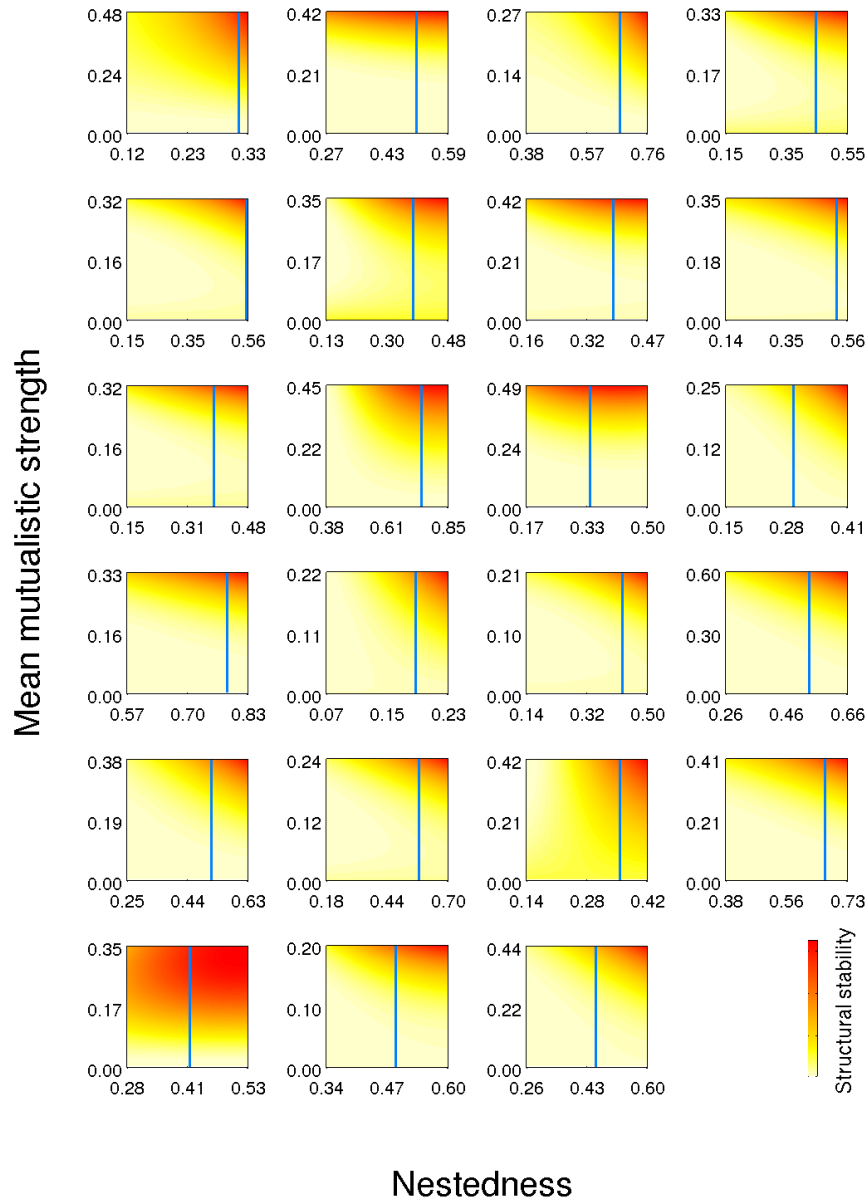 0.48 0.42 0.27 0.33
0.24 0.21 0.14 0.17
0.00 0.00 0.00 0.00
0.12 0.23 0.33 0.27 0.43 0.59 0.38 0.57 0.76 0.15 0.35 0.55
0.32 0.35 0.42 0.35
0.16 0.17 0.21 0.18
0.00 0.00 0.00 0.00
0.15 0.35 0.56 0.13 0.30 0.48 0.16 0.32 0.47 0.14 0.35 0.56
Mean mutualistic strength
0.32 0.45 0.49 0.25
0.16 0.22 0.24 0.12
0.00 0.00 0.00 0.00
0.15 0.31 0.48 0.38 0.61 0.85 0.17 0.33 0.50 0.15 0.28 0.41
0.33 0.22 0.21 0.60
0.16 0.11 0.10 0.30
0.00 0.00 0.00 0.00
0.57 0.70 0.83 0.07 0.15 0.23 0.14 0.32 0.50 0.26 0.46 0.66
0.38 0.24 0.42 0.41
0.19 0.12 0.21 0.21
0.00 0.00 0.00 0.00
0.25 0.44 0.63 0.18 0.44 0.70 0.14 0.28 0.42 0.38 0.56 0.73
0.35 0.20 0.44
0.17 0.10 0.22
0.00 0.00 0.00
0.28 0.41 0.53 0.34 0.47 0.60 0.26 0.43 0.60
Structural stability
Nestedness